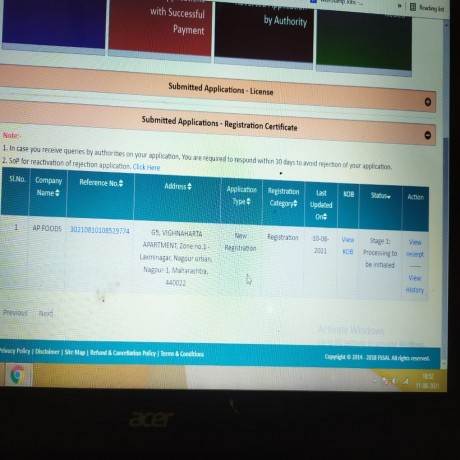 with Successful
Payment
by Authority
Reading list
Submitted Applications - License
Submitted Applications - Registration Certificate
Note:-
1. In case you receive queries by authorities on your application, You are required to respond within 30 days to avoid rejection of your application.
2. SoP for reactivation of rejection application. Click Here
Sl.No. Company Name Reference No. Address Application Type Registration Category Last Updated On KOB Status Action
1 AP FOODS 30210810108529774 G5, VIGHNAHARTA APARTMENT, Zone no.1 - Laxminagar, Nagpur urban, Nagpur-1, Maharashtra, 440022 New Registration Registration 10-08-2021 View KOB Stage 1: Processing to be initiated View receipt View History
Previous Next
Activate Windows
Privacy Policy | Disclaimer | Site Map | Refund & Cancellation Policy | Terms & Conditions
Copyright © 2014 - 2018 FSSAI. All rights reserved.
acer